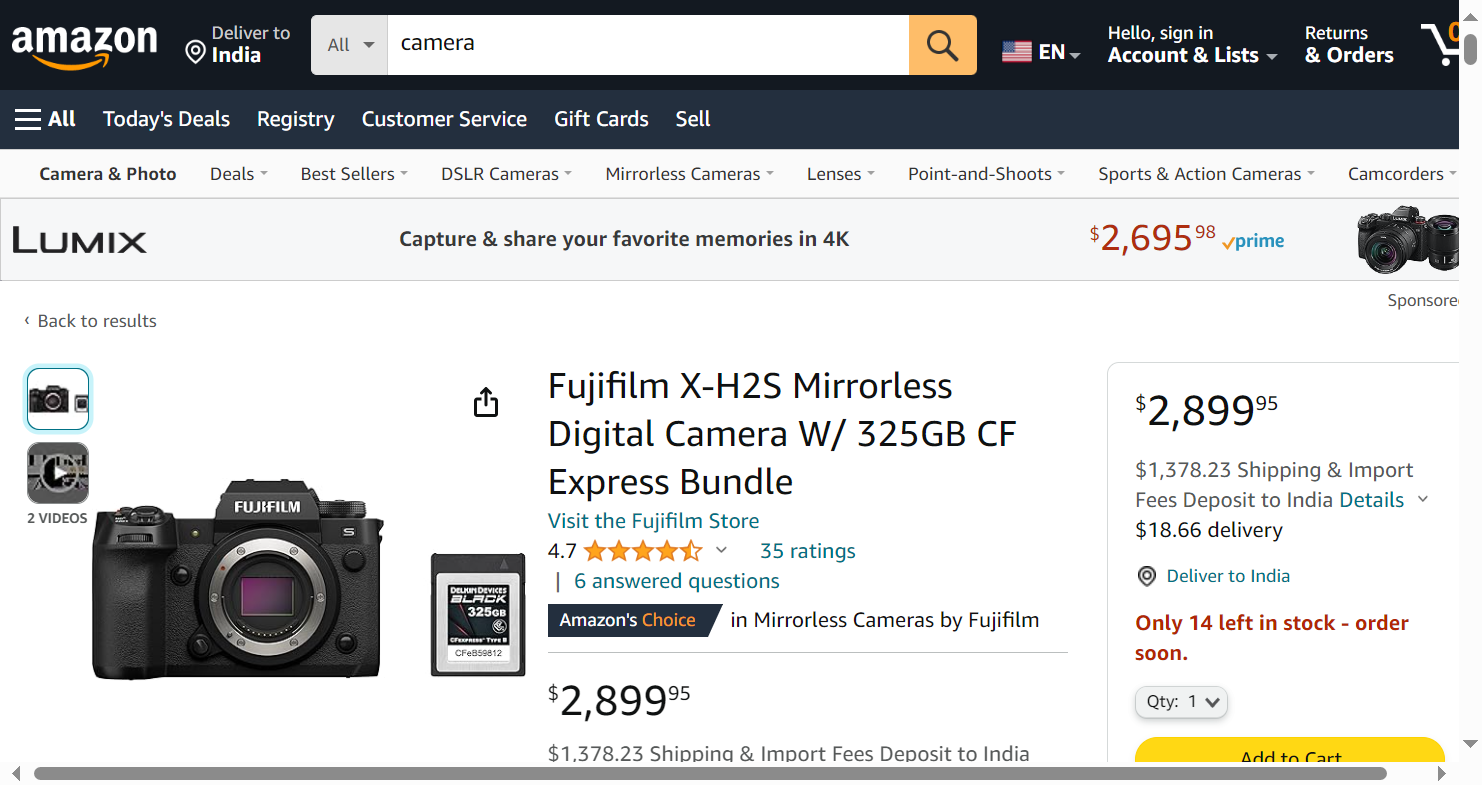 amazon
Deliver to
India
All
camera
EN
Hello, sign in
Account & Lists
Returns
& Orders
0
All
Today's Deals
Registry
Customer Service
Gift Cards
Sell
Camera & Photo
Deals
Best Sellers
DSLR Cameras
Mirrorless Cameras
Lenses
Point-and-Shoots
Sports & Action Cameras
Camcorders
LUMIX
Capture & share your favorite memories in 4K
$2,695 98
prime
Sponsore
‹ Back to results
2 VIDEOS
FUJIFILM
S
DELKIN DEVICES
BLACK
325GB
CFexpress™ TYPE B
CFeB59812
Fujifilm X-H2S Mirrorless
Digital Camera W/ 325GB CF
Express Bundle
Visit the Fujifilm Store
4.7
35 ratings
| 6 answered questions
Amazon's Choice
in Mirrorless Cameras by Fujifilm
$2,899 95
$1,378.23 Shipping & Import Fees Deposit to India
$2,899 95
$1,378.23 Shipping & Import
Fees Deposit to India Details
$18.66 delivery
Deliver to India
Only 14 left in stock - order
soon.
Qty: 1
Add to Cart